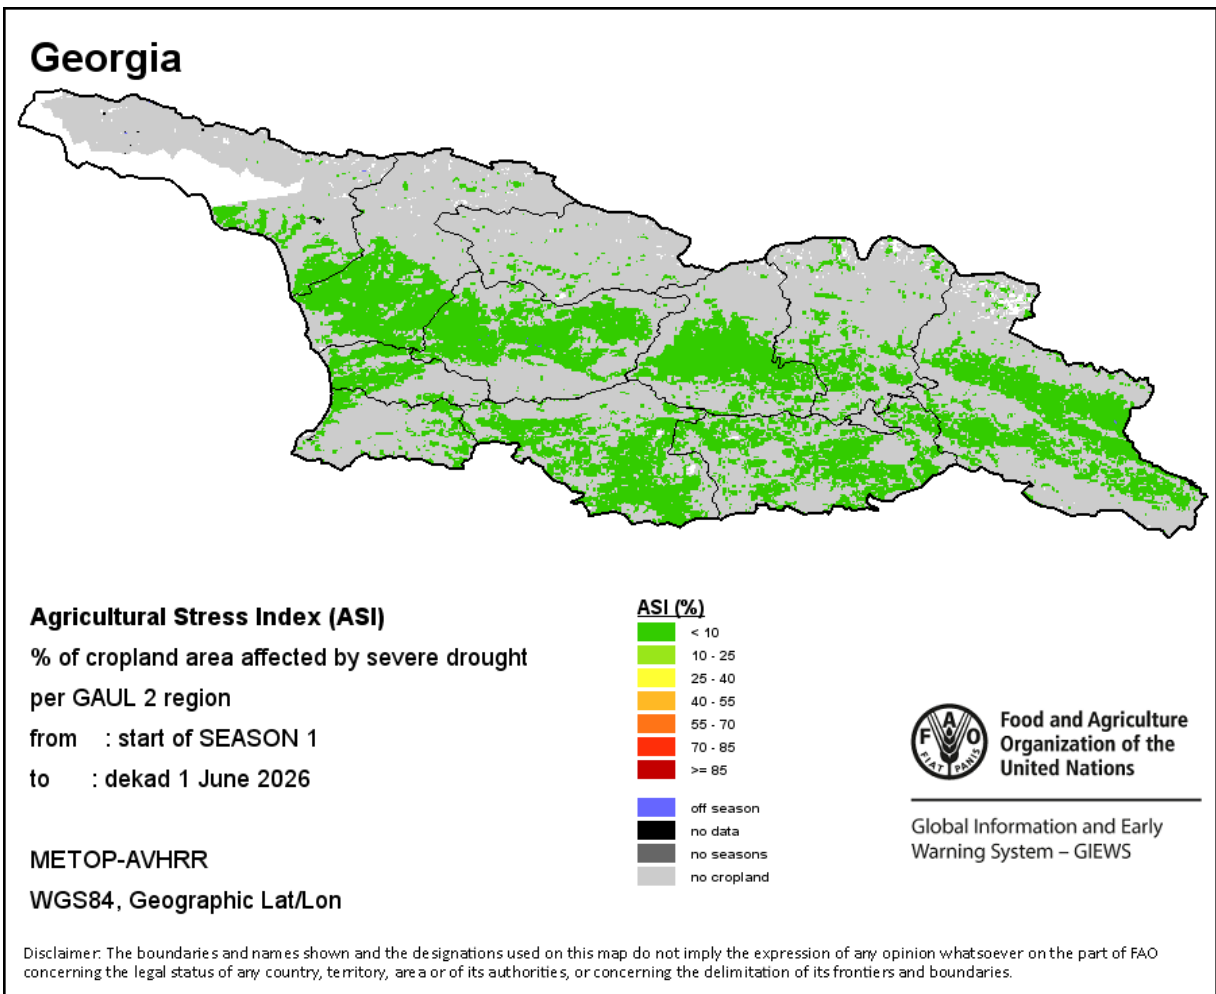 Georgia
Agricultural Stress Index (ASI)
% of cropland area affected by severe drought
per GAUL 2 region
from : start of SEASON 1
to : dekad 1 June 2026
METOP-AVHRR
WGS84, Geographic Lat/Lon
ASI (%)
< 10
10 - 25
25 - 40
40 - 55
55 - 70
70 - 85
>= 85
off season
no data
no seasons
no cropland
F A O
FIAT PANIS
Food and Agriculture
Organization of the
United Nations
Global Information and Early
Warning System – GIEWS
Disclaimer: The boundaries and names shown and the designations used on this map do not imply the expression of any opinion whatsoever on the part of FAO
concerning the legal status of any country, territory, area or of its authorities, or concerning the delimitation of its frontiers and boundaries.